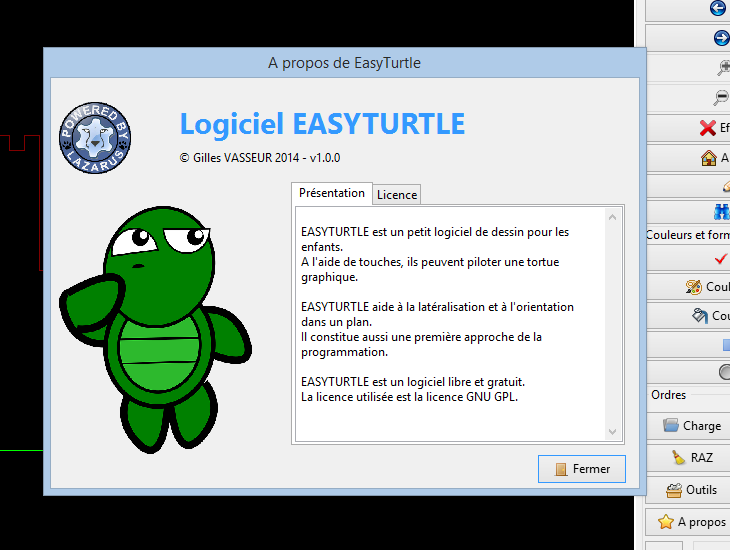 A propos de EasyTurtle
POWERED BY
LAZARUS
Logiciel EASYTURTLE
© Gilles VASSEUR 2014 - v1.0.0
Présentation
Licence
EASYTURTLE est un petit logiciel de dessin pour les
enfants.
A l'aide de touches, ils peuvent piloter une tortue
graphique.
EASYTURTLE aide à la latéralisation et à l'orientation
dans un plan.
Il constitue aussi une première approche de la
programmation.
EASYTURTLE est un logiciel libre et gratuit.
La licence utilisée est la licence GNU GPL.
Fermer
Couleurs et
Ordres
Charge
RAZ
Outils
A propos